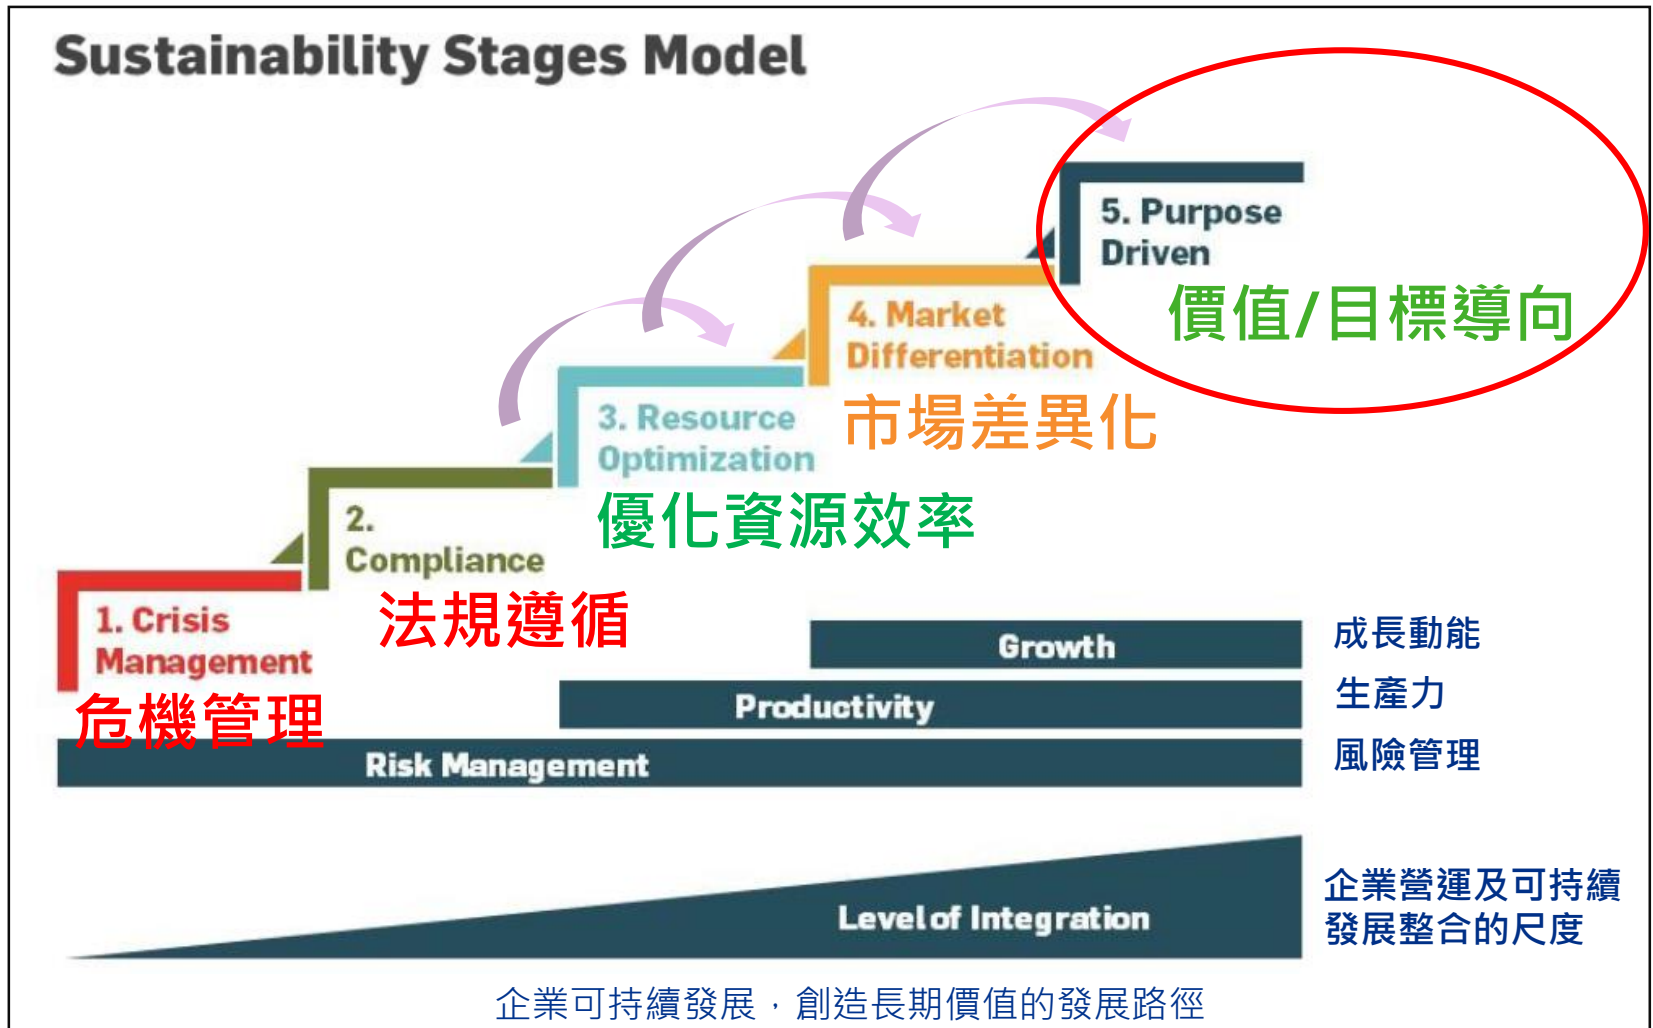 Sustainability Stages Model
5. Purpose
Driven
價值/目標導向
4. Market
Differentiation
市場差異化
3. Resource
Optimization
優化資源效率
2.
Compliance
法規遵循
1. Crisis
Management
危機管理
Growth
成長動能
Productivity
生產力
Risk Management
風險管理
Level of Integration
企業營運及可持續
發展整合的尺度
企業可持續發展，創造長期價值的發展路徑